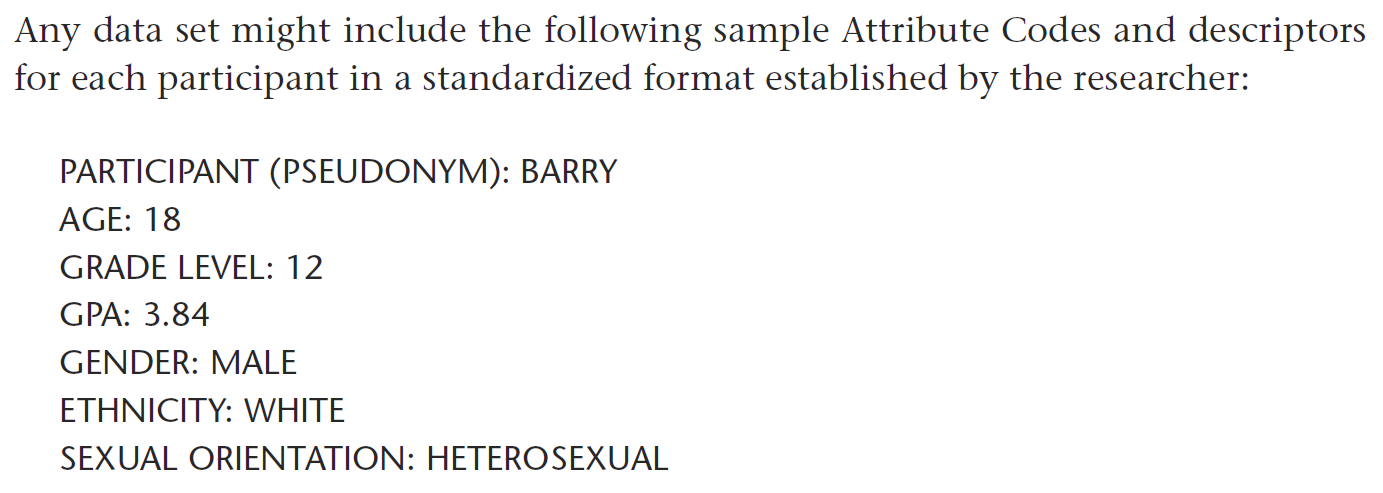 Any data set might include the following sample Attribute Codes and descriptors
for each participant in a standardized format established by the researcher:
PARTICIPANT (PSEUDONYM): BARRY
AGE: 18
GRADE LEVEL: 12
GPA: 3.84
GENDER: MALE
ETHNICITY: WHITE
SEXUAL ORIENTATION: HETEROSEXUAL